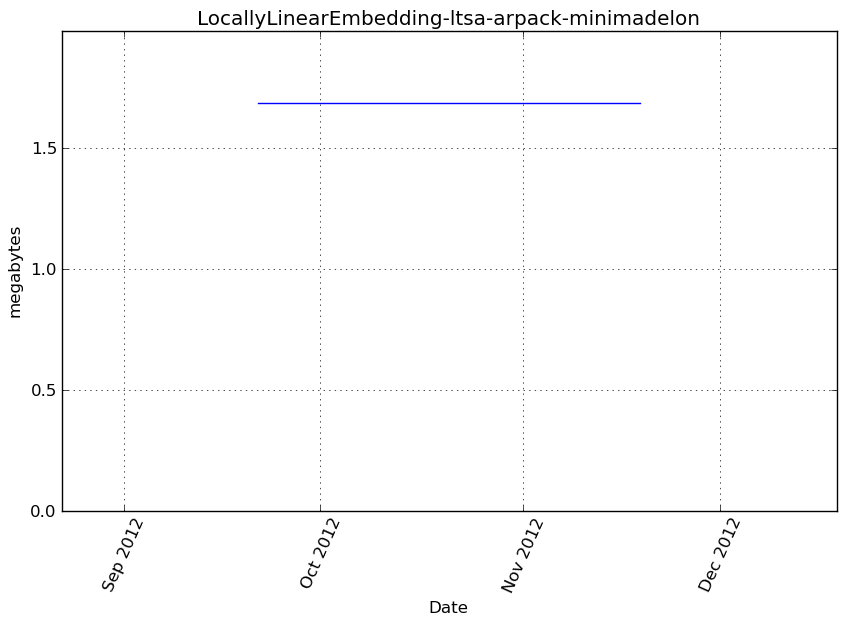 LocallyLinearEmbedding-ltsa-arpack-minimadelon
megabytes
1.5
1.0
0.5
0.0
Sep 2012
Oct 2012
Nov 2012
Dec 2012
Date